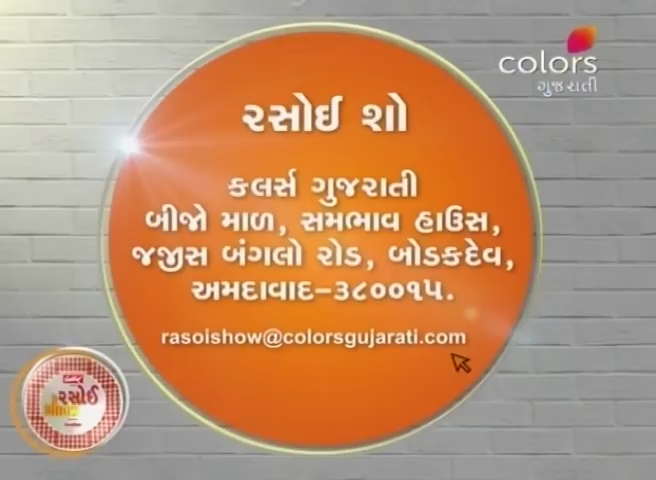 colors
ગુજરાતી
રસોઈ શો
કલર્સ ગુજરાતી
બીજો માળ, સમભાવ હાઉસ,
જજીસ બંગલો રોડ, બોડકદેવ,
અમદાવાદ-૩૮૦૦૧૫.
rasoishow@colorsgujarati.com
રસોઈ